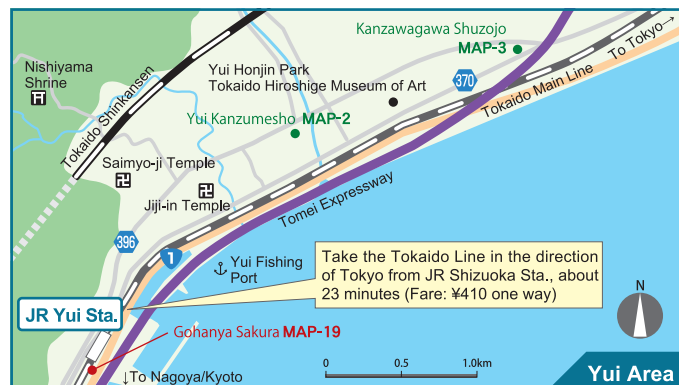 Kanzawagawa Shuzojo
MAP-3
To Tokyo→
Nishiyama
Shrine
Tokaido Shinkansen
Yui Honjin Park
Tokaido Hiroshige Museum of Art
370
Tokaido Main Line
Yui Kanzumesho MAP-2
Saimyo-ji Temple
Jiji-in Temple
Tomei Expressway
396
1
Yui Fishing
Port
Take the Tokaido Line in the direction
of Tokyo from JR Shizuoka Sta., about
23 minutes (Fare: ¥410 one way)
N
JR Yui Sta.
Gohanya Sakura MAP-19
0 0.5 1.0km
↓To Nagoya/Kyoto
Yui Area